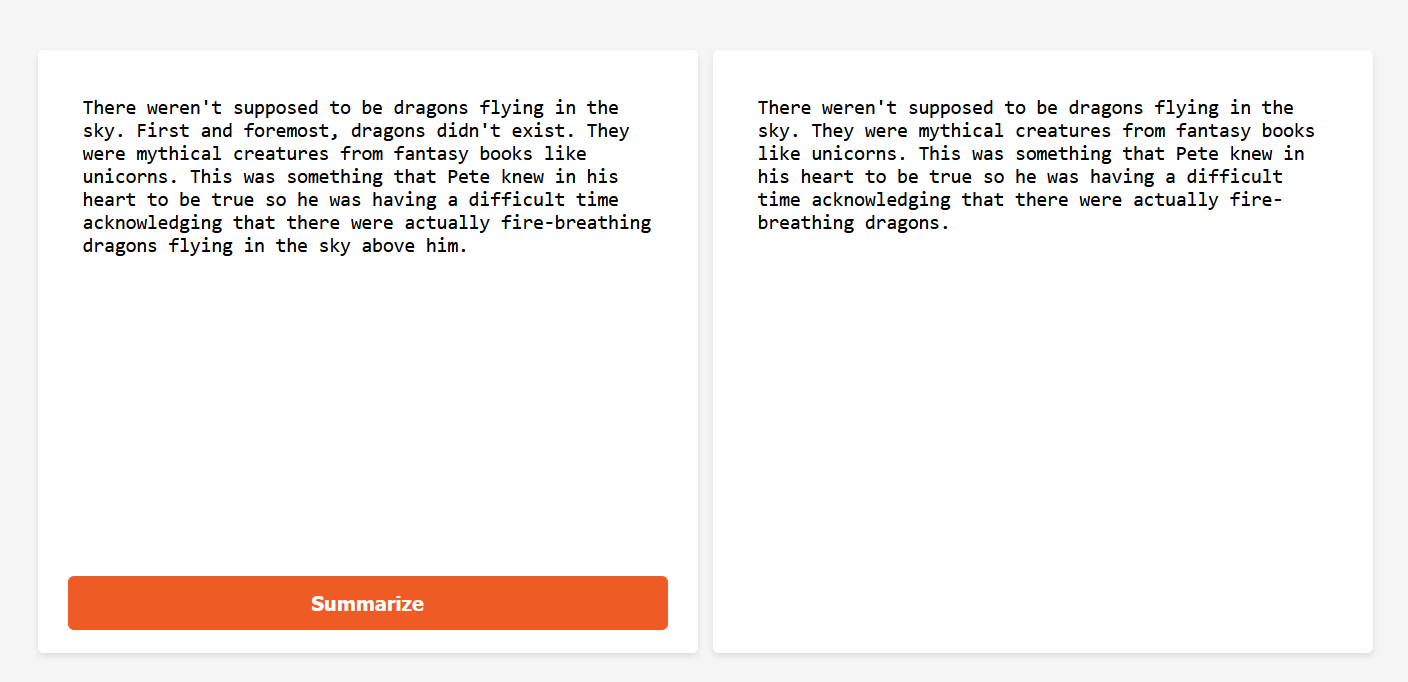 There weren't supposed to be dragons flying in the
sky. First and foremost, dragons didn't exist. They
were mythical creatures from fantasy books like
unicorns. This was something that Pete knew in his
heart to be true so he was having a difficult time
acknowledging that there were actually fire-breathing
dragons flying in the sky above him.
Summarize
There weren't supposed to be dragons flying in the
sky. They were mythical creatures from fantasy books
like unicorns. This was something that Pete knew in
his heart to be true so he was having a difficult
time acknowledging that there were actually fire-
breathing dragons.